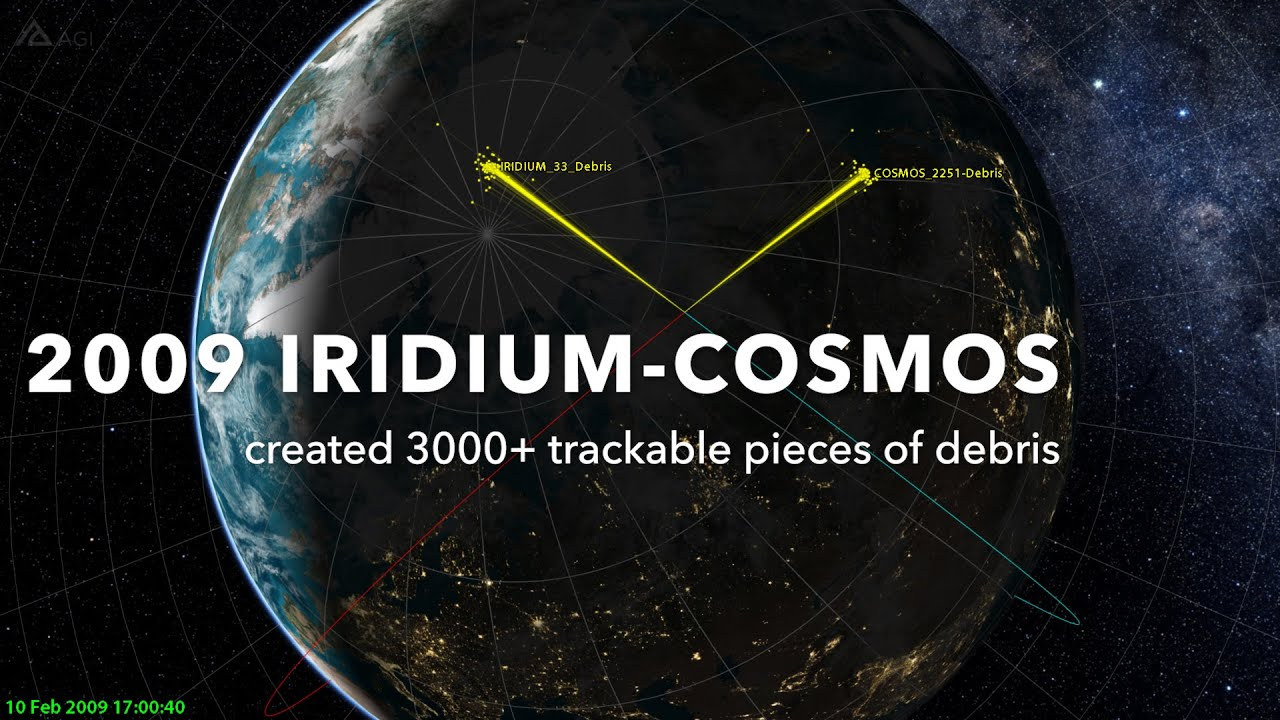 AGI
IRIDIUM_33_Debris
COSMOS_2251-Debris
2009 IRIDIUM-COSMOS
created 3000+ trackable pieces of debris
10 Feb 2009 17:00:40